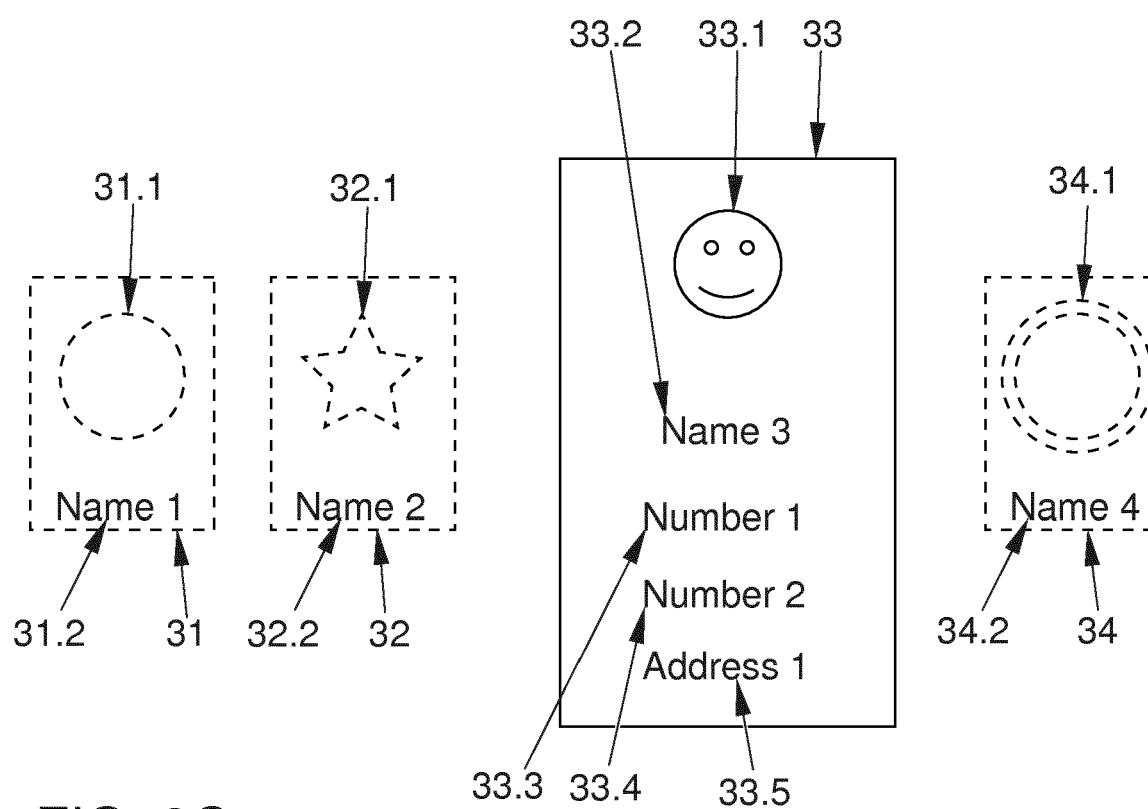 33.2 33.1 33
31.1 32.1 34.1
Name 3
Name 1 Name 2 Number 1 Name 4
Number 2
31.2 31 32.2 32 34.2 34
Address 1
33.3 33.4 33.5